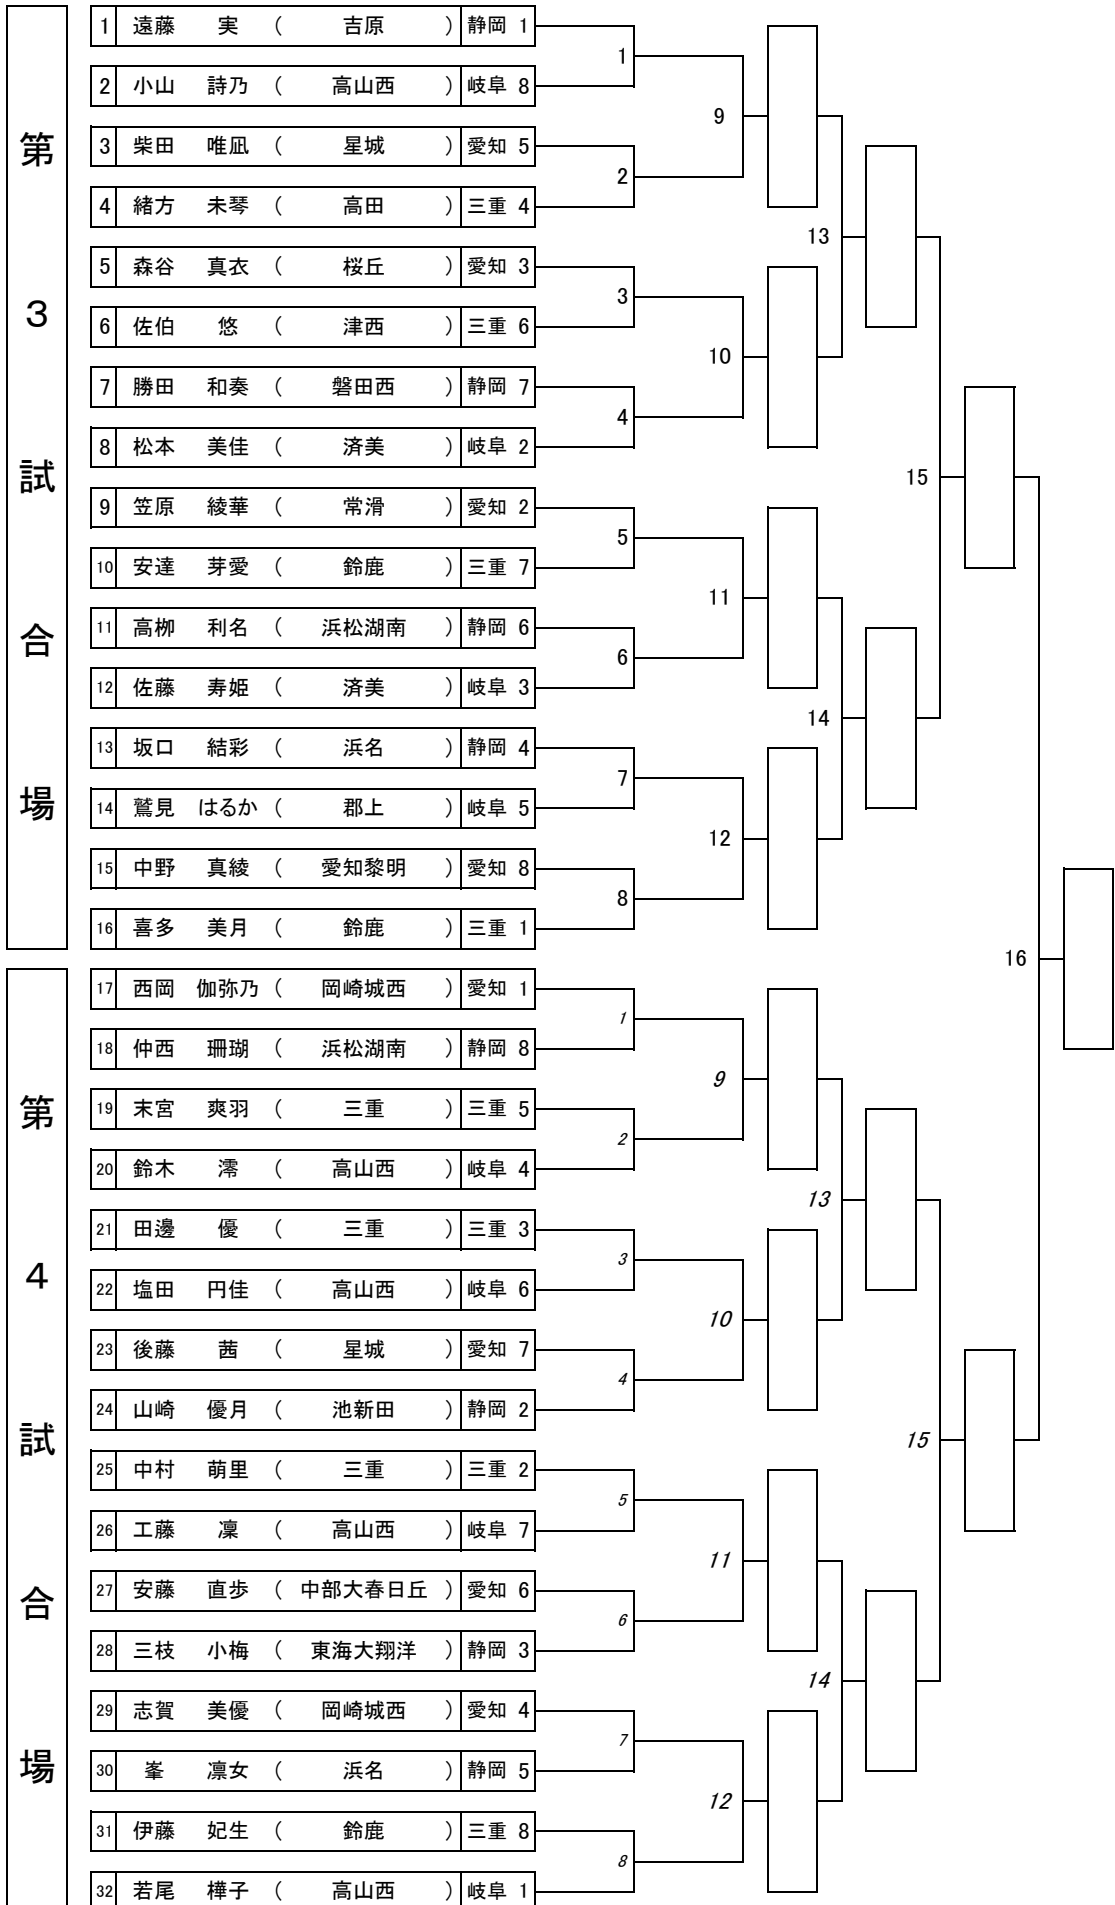 第３試合場
1 遠藤 実 （ 吉原 ） 静岡 1
2 小山 詩乃 （ 高山西 ） 岐阜 8
3 柴田 唯凪 （ 星城 ） 愛知 5
4 緒方 未琴 （ 高田 ） 三重 4
5 森谷 真衣 （ 桜丘 ） 愛知 3
6 佐伯 悠 （ 津西 ） 三重 6
7 勝田 和奏 （ 磐田西 ） 静岡 7
8 松本 美佳 （ 済美 ） 岐阜 2
9 笠原 綾華 （ 常滑 ） 愛知 2
10 安達 芽愛 （ 鈴鹿 ） 三重 7
11 高栁 利名 （ 浜松湖南 ） 静岡 6
12 佐藤 寿姫 （ 済美 ） 岐阜 3
13 坂口 結彩 （ 浜名 ） 静岡 4
14 鷲見 はるか （ 郡上 ） 岐阜 5
15 中野 真綾 （ 愛知黎明 ） 愛知 8
16 喜多 美月 （ 鈴鹿 ） 三重 1
1
2
3
4
5
6
7
8
9
10
11
12
13
14
15
16
第４試合場
17 西岡 伽弥乃 （ 岡崎城西 ） 愛知 1
18 仲西 珊瑚 （ 浜松湖南 ） 静岡 8
19 末宮 爽羽 （ 三重 ） 三重 5
20 鈴木 澪 （ 高山西 ） 岐阜 4
21 田邊 優 （ 三重 ） 三重 3
22 塩田 円佳 （ 高山西 ） 岐阜 6
23 後藤 茜 （ 星城 ） 愛知 7
24 山崎 優月 （ 池新田 ） 静岡 2
25 中村 萌里 （ 三重 ） 三重 2
26 工藤 凜 （ 高山西 ） 岐阜 7
27 安藤 直歩 （ 中部大春日丘 ） 愛知 6
28 三枝 小梅 （ 東海大翔洋 ） 静岡 3
29 志賀 美優 （ 岡崎城西 ） 愛知 4
30 峯 凛女 （ 浜名 ） 静岡 5
31 伊藤 妃生 （ 鈴鹿 ） 三重 8
32 若尾 樺子 （ 高山西 ） 岐阜 1
1
2
3
4
5
6
7
8
9
10
11
12
13
14
15